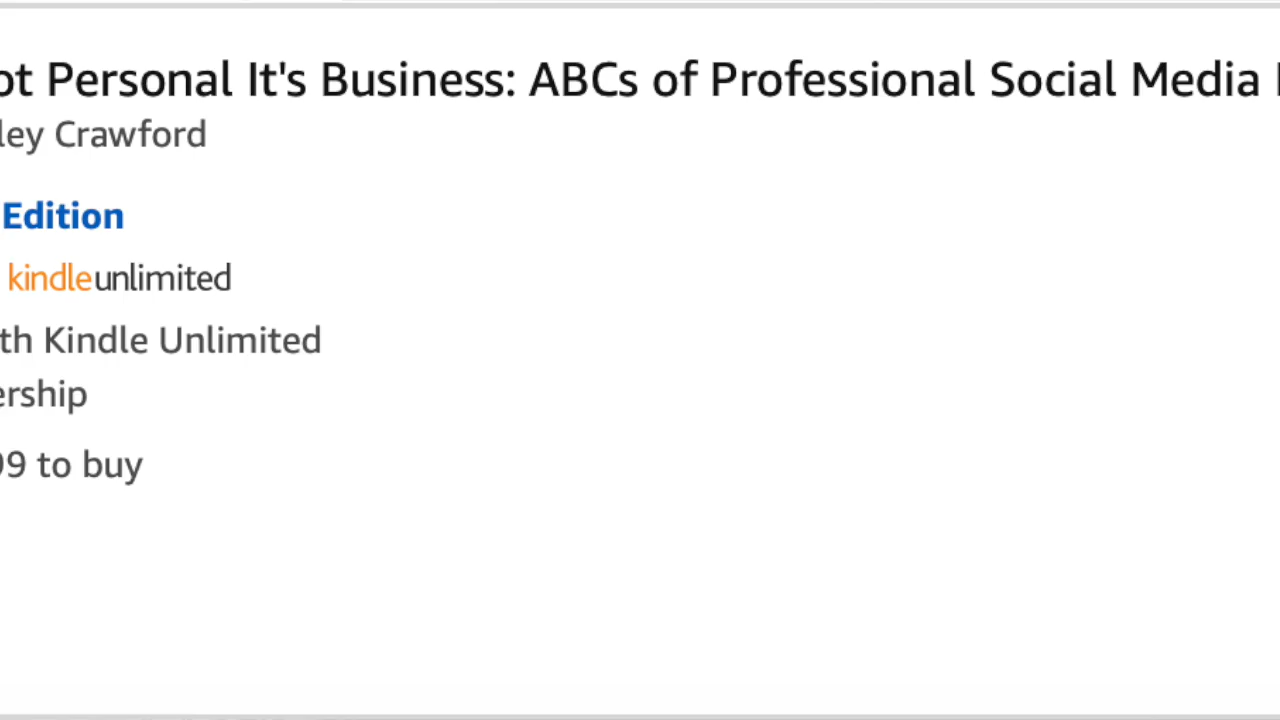 ot Personal It's Business: ABCs of Professional Social Media
ley Crawford
Edition
kindleunlimited
th Kindle Unlimited
ership
99 to buy